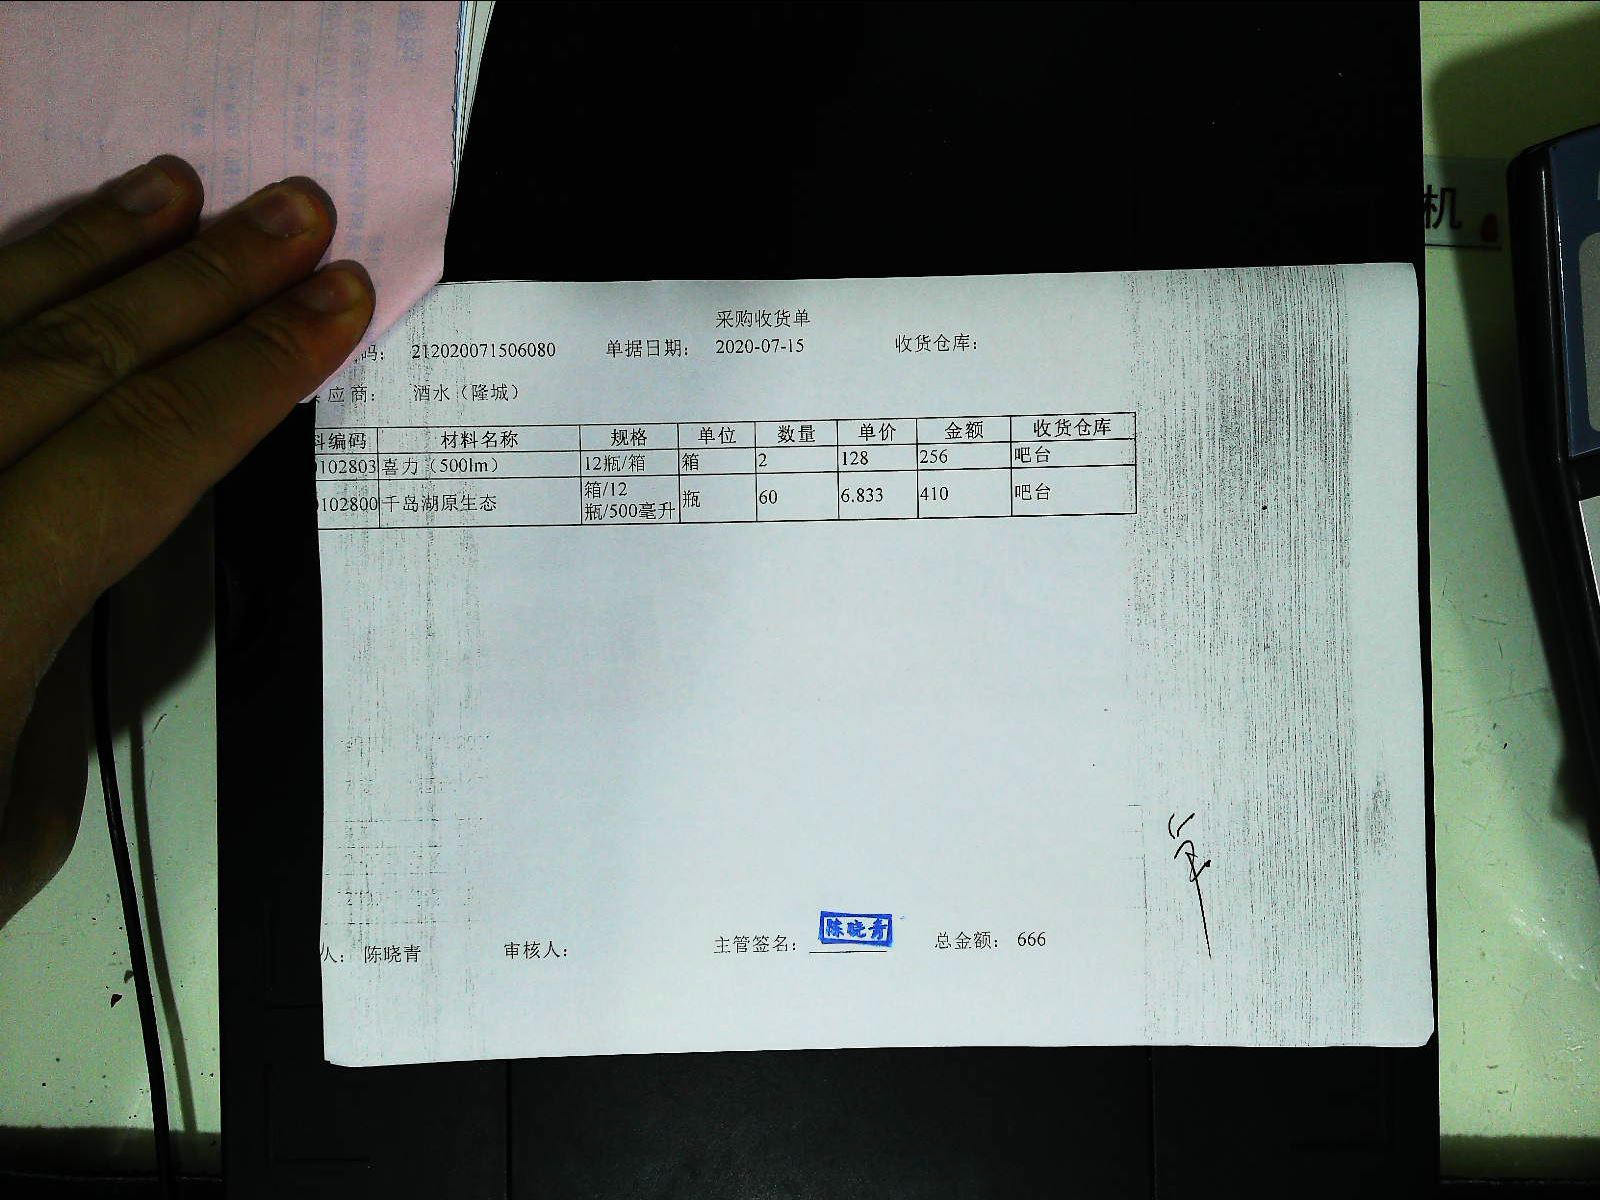 采购收货单
码： 212020071506080 单据日期： 2020-07-15 收货仓库：
应商： 酒水（隆城）
料编码 材料名称 规格 单位 数量 单价 金额 收货仓库
0102803 喜力（500lm） 12瓶/箱 箱 2 128 256 吧台
0102800 千岛湖原生态 箱/12 瓶/500毫升 瓶 60 6.833 410 吧台
人： 陈晓青 审核人： 主管签名： 陈晓青 总金额： 666
机